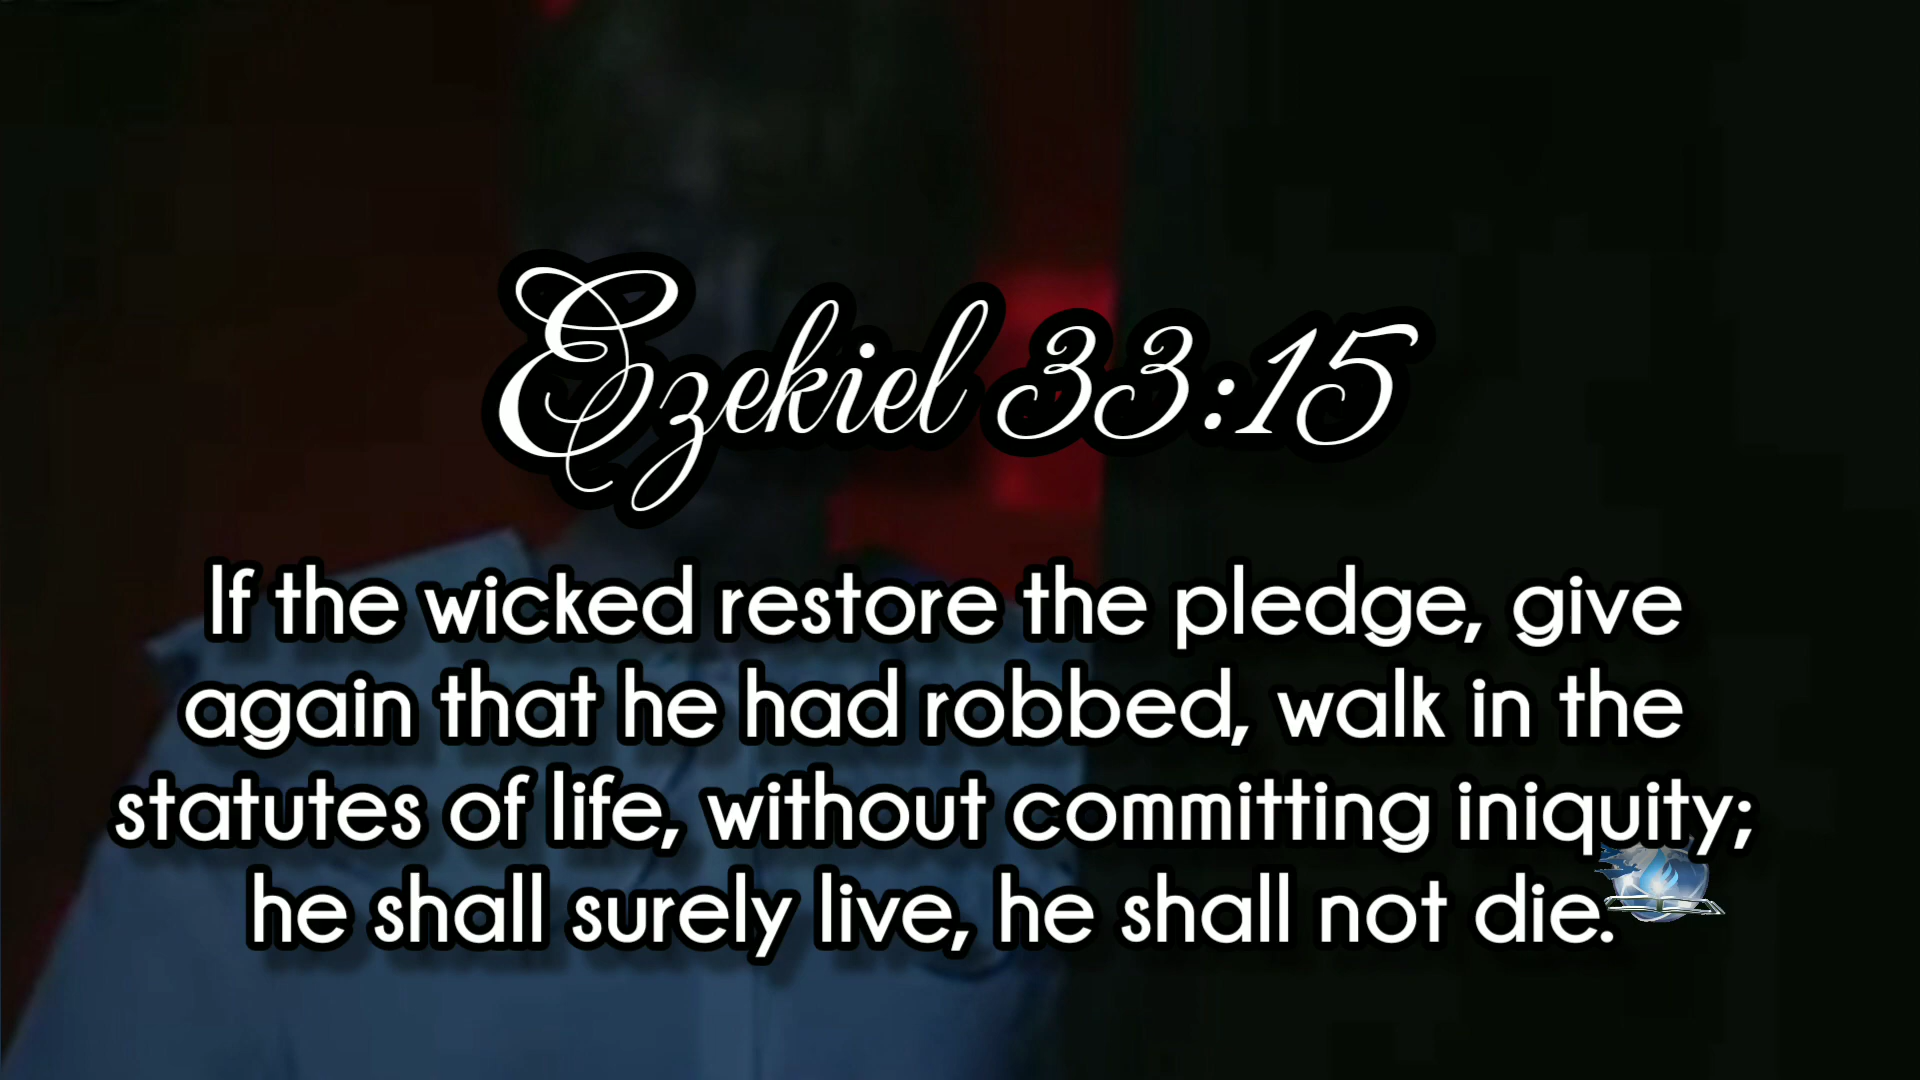 Ezekiel 33:15
If the wicked restore the pledge, give
again that he had robbed, walk in the
statutes of life, without committing iniquity;
he shall surely live, he shall not die.